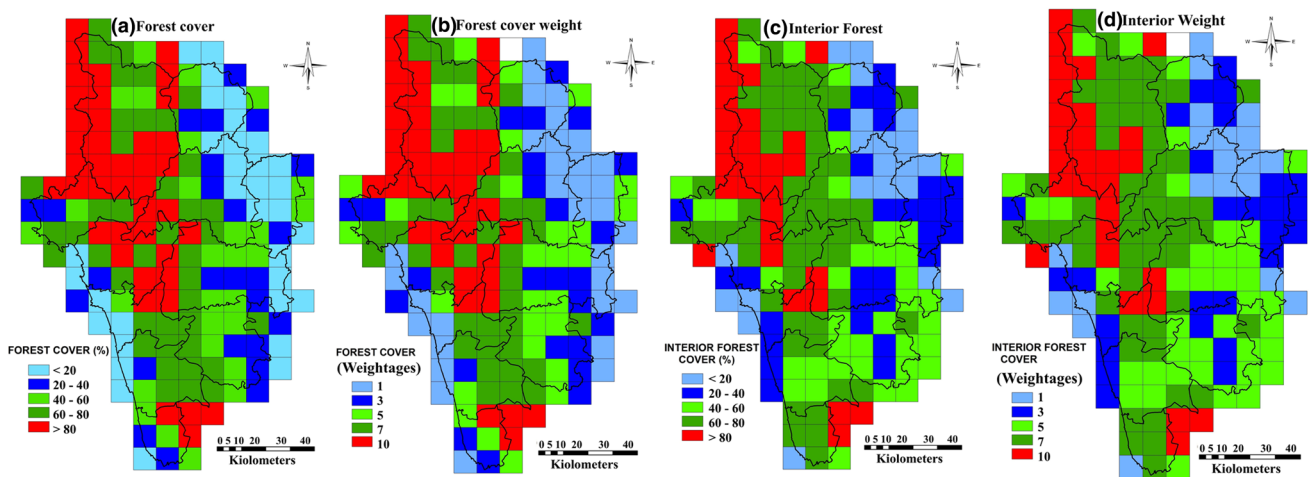 (a) Forest cover
N
W E
S
FOREST COVER (%)
< 20
20 - 40
40 - 60
60 - 80
> 80
0 5 10 20 30 40
Kiolometers
(b) Forest cover weight
N
W E
S
FOREST COVER
(Weightages)
1
3
5
7
10
0 5 10 20 30 40
Kiolometers
(c) Interior Forest
N
W E
S
INTERIOR FOREST
COVER (%)
< 20
20 - 40
40 - 60
60 - 80
> 80
0 5 10 20 30 40
Kiolometers
(d) Interior Weight
N
W E
S
INTERIOR FOREST
COVER
(Weightages)
1
3
5
7
10
0 5 10 20 30 40
Kiolometers